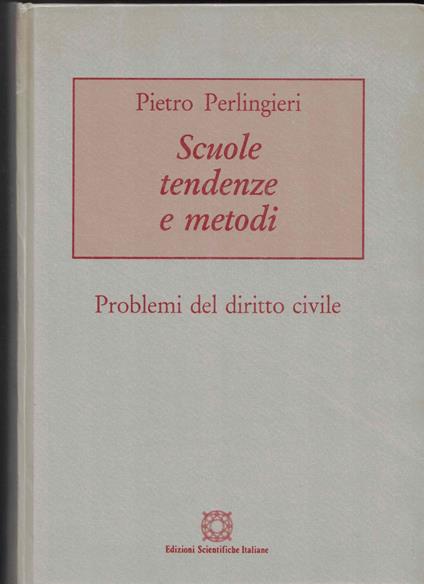 Pietro Perlingieri
Scuole
tendenze
e metodi
Problemi del diritto civile
Edizioni Scientifiche Italiane